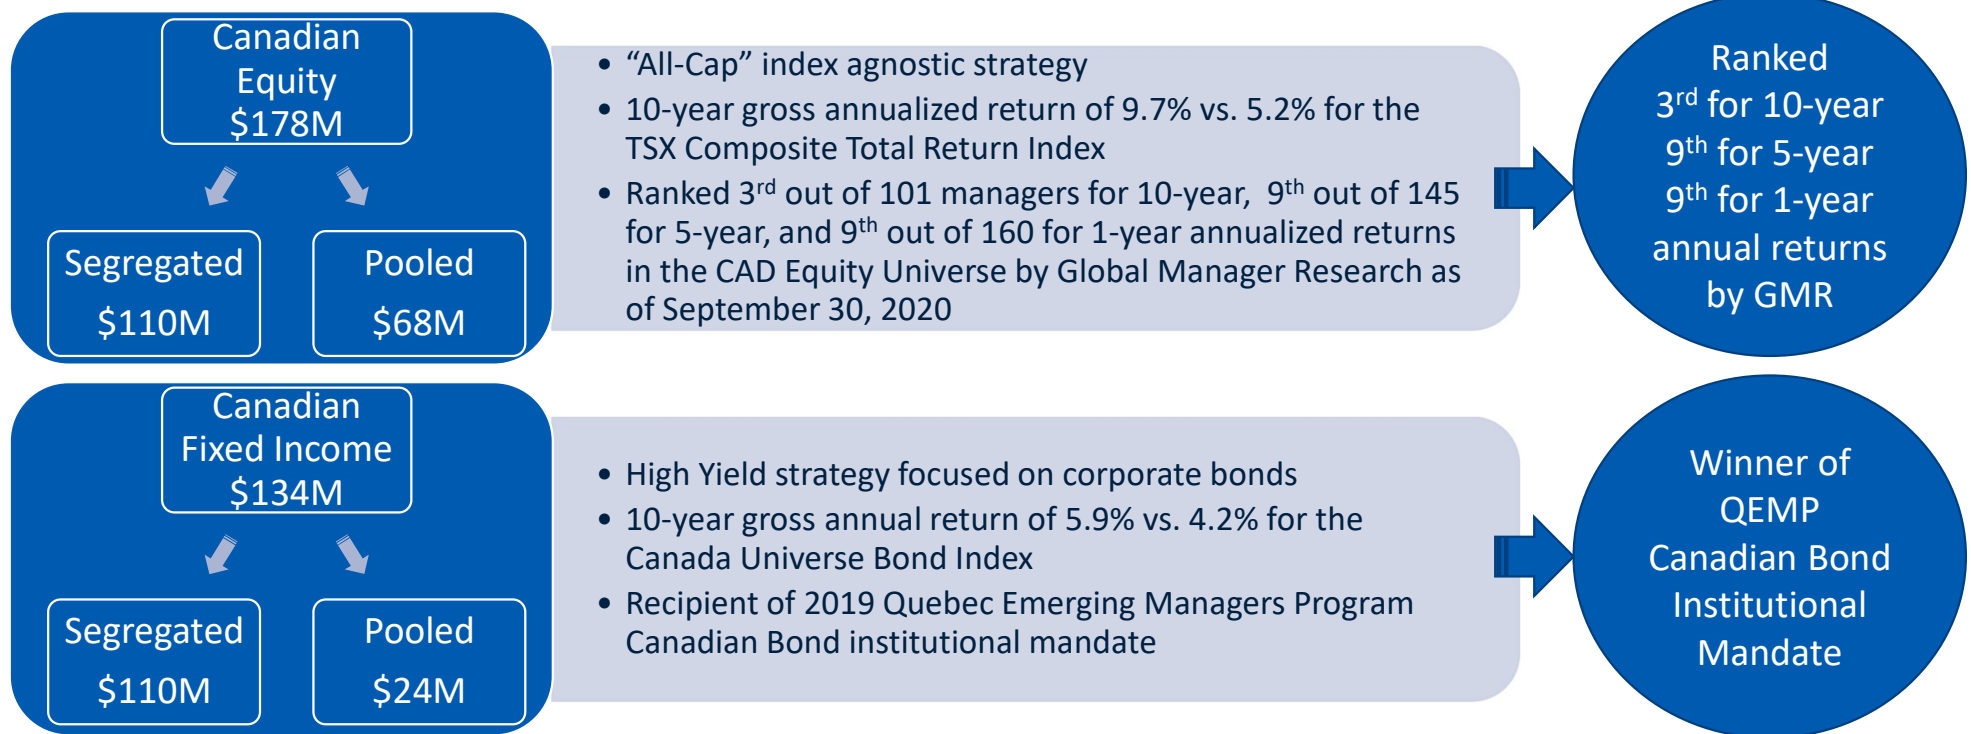 Canadian
Equity
$178M
Segregated
$110M
Pooled
$68M
• “All-Cap” index agnostic strategy
• 10-year gross annualized return of 9.7% vs. 5.2% for the
TSX Composite Total Return Index
• Ranked 3rd out of 101 managers for 10-year, 9th out of 145
for 5-year, and 9th out of 160 for 1-year annualized returns
in the CAD Equity Universe by Global Manager Research as
of September 30, 2020
Ranked
3rd for 10-year
9th for 5-year
9th for 1-year
annual returns
by GMR
Canadian
Fixed Income
$134M
Segregated
$110M
Pooled
$24M
• High Yield strategy focused on corporate bonds
• 10-year gross annual return of 5.9% vs. 4.2% for the
Canada Universe Bond Index
• Recipient of 2019 Quebec Emerging Managers Program
Canadian Bond institutional mandate
Winner of
QEMP
Canadian Bond
Institutional
Mandate